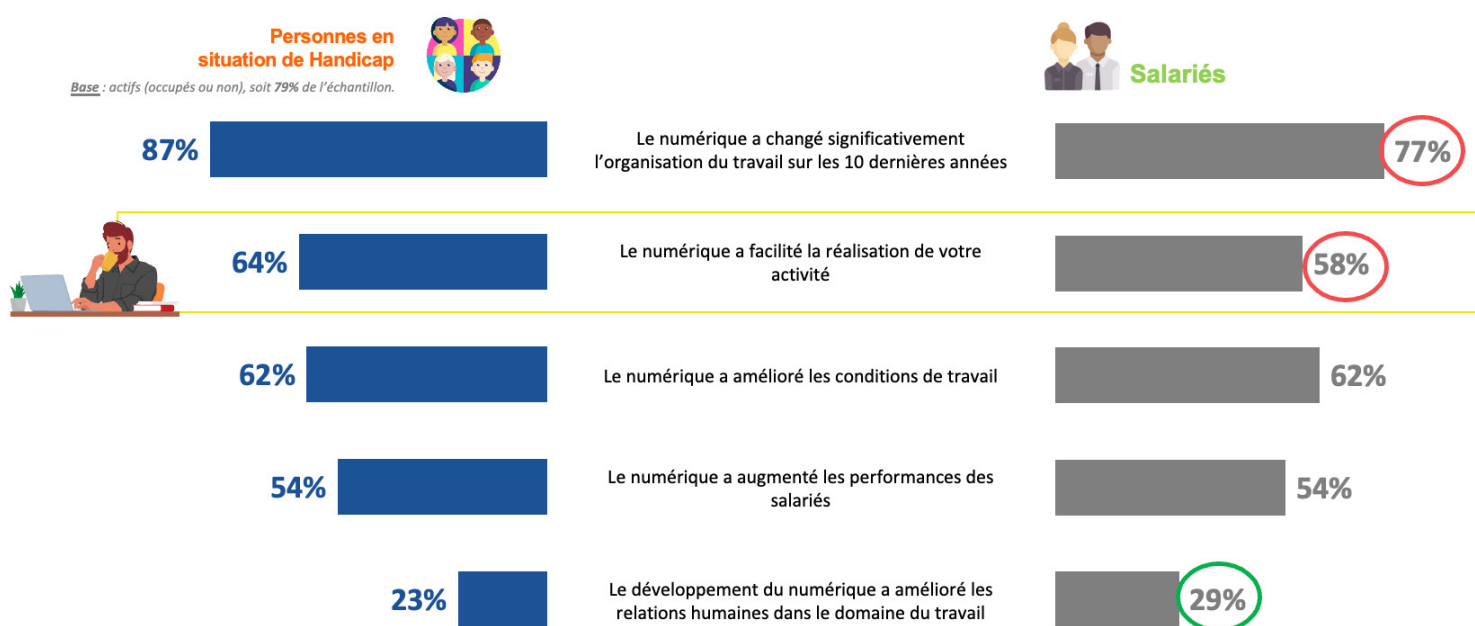 Personnes en
situation de Handicap
Base : actifs (occupés ou non), soit 79% de l’échantillon.
Salariés
87%
Le numérique a changé significativement
l’organisation du travail sur les 10 dernières années
77%
64%
Le numérique a facilité la réalisation de votre
activité
58%
62%
Le numérique a amélioré les conditions de travail
62%
54%
Le numérique a augmenté les performances des
salariés
54%
23%
Le développement du numérique a amélioré les
relations humaines dans le domaine du travail
29%